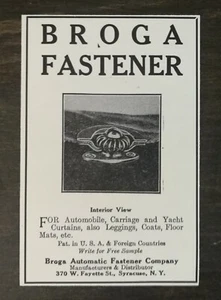 BROGA
FASTENER
Interior View
FOR Automobile, Carriage and Yacht
Curtains, also Leggings, Coats, Floor
Mats, etc.
Pat. in U. S. A. & Foreign Countries
Write for Free Sample
Broga Automatic Fastener Company
Manufacturers & Distributor
370 W. Fayette St., Syracuse, N. Y.